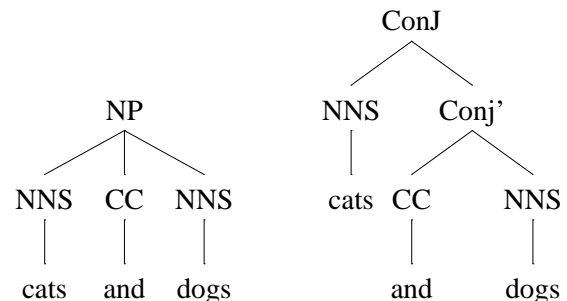 ConJ
NP NNS Conj’
NNS CC NNS cats CC NNS
cats and dogs and dogs